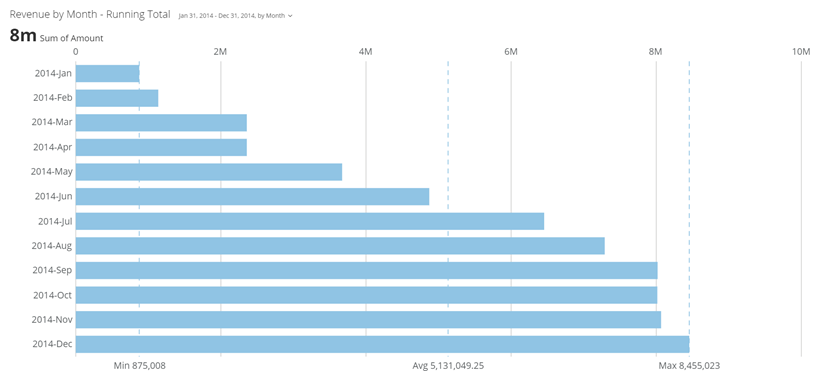 Revenue by Month - Running Total Jan 31, 2014 - Dec 31, 2014, by Month
8m Sum of Amount
0 2M 4M 6M 8M 10M
2014-Jan
2014-Feb
2014-Mar
2014-Apr
2014-May
2014-Jun
2014-Jul
2014-Aug
2014-Sep
2014-Oct
2014-Nov
2014-Dec
Min 875,008 Avg 5,131,049.25 Max 8,455,023